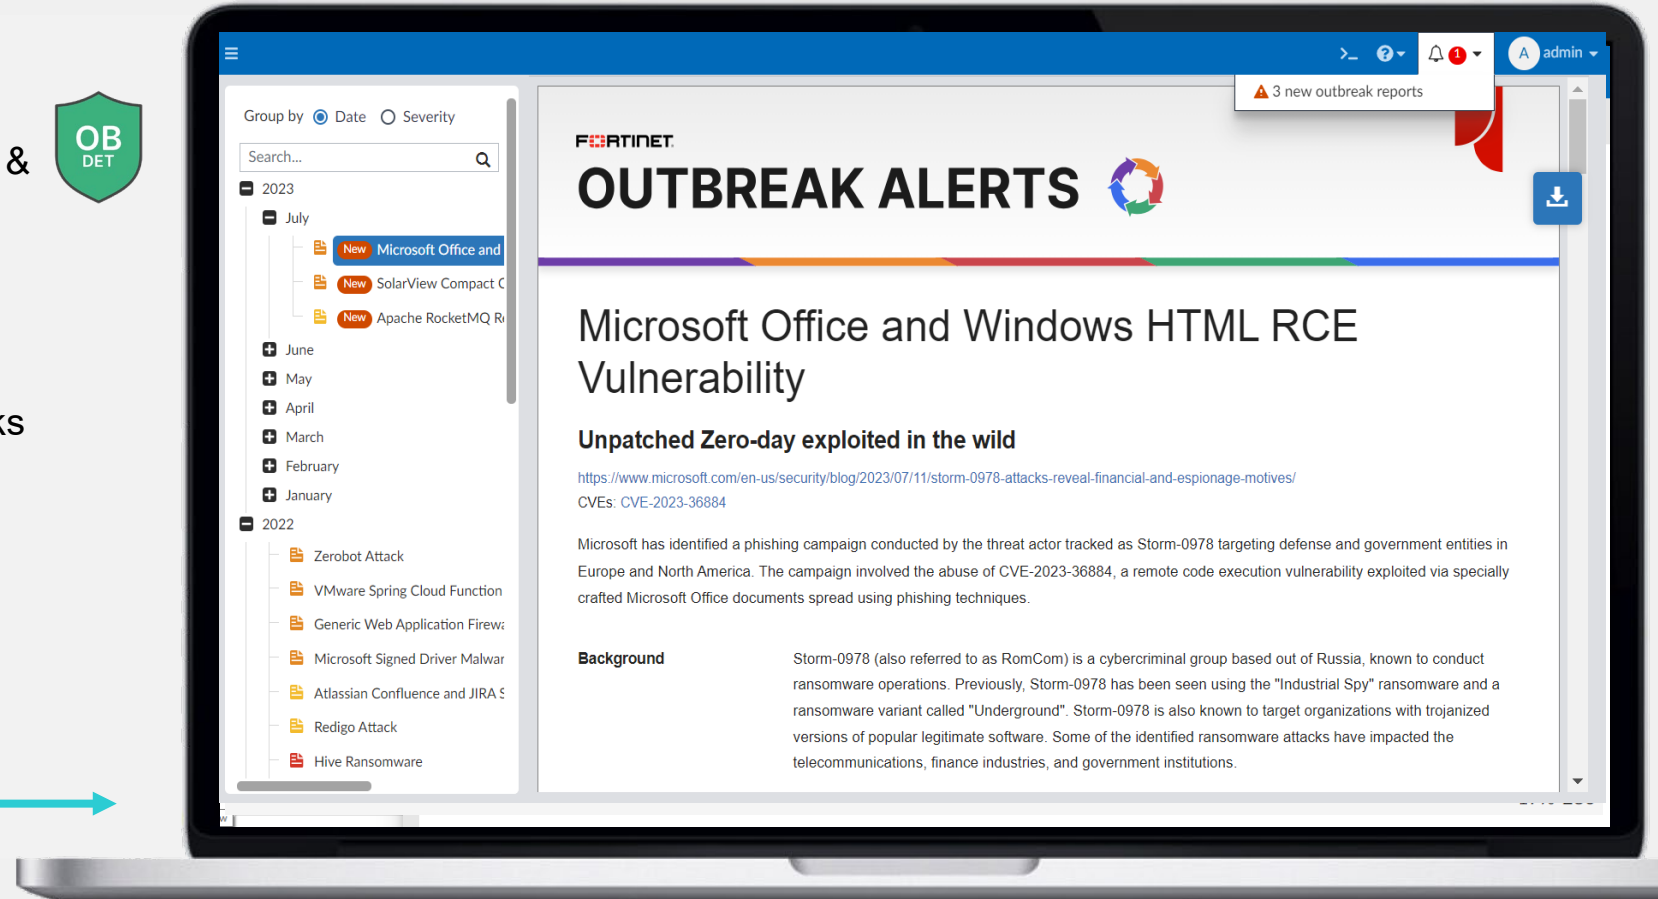 &
OB
DET
ks
>_
?
1
A
admin
3 new outbreak reports
Group by Date Severity
Search...
2023
July
New Microsoft Office and
New SolarView Compact C
New Apache RocketMQ R
June
May
April
March
February
January
2022
Zerobot Attack
VMware Spring Cloud Function
Generic Web Application Firew
Microsoft Signed Driver Malwar
Atlassian Confluence and JIRA S
Redigo Attack
Hive Ransomware
FORTINET
OUTBREAK ALERTS
Microsoft Office and Windows HTML RCE
Vulnerability
Unpatched Zero-day exploited in the wild
https://www.microsoft.com/en-us/security/blog/2023/07/11/storm-0978-attacks-reveal-financial-and-espionage-motives/
CVEs: CVE-2023-36884
Microsoft has identified a phishing campaign conducted by the threat actor tracked as Storm-0978 targeting defense and government entities in
Europe and North America. The campaign involved the abuse of CVE-2023-36884, a remote code execution vulnerability exploited via specially
crafted Microsoft Office documents spread using phishing techniques.
Background
Storm-0978 (also referred to as RomCom) is a cybercriminal group based out of Russia, known to conduct
ransomware operations. Previously, Storm-0978 has been seen using the "Industrial Spy" ransomware and a
ransomware variant called "Underground". Storm-0978 is also known to target organizations with trojanized
versions of popular legitimate software. Some of the identified ransomware attacks have impacted the
telecommunications, finance industries, and government institutions.
w